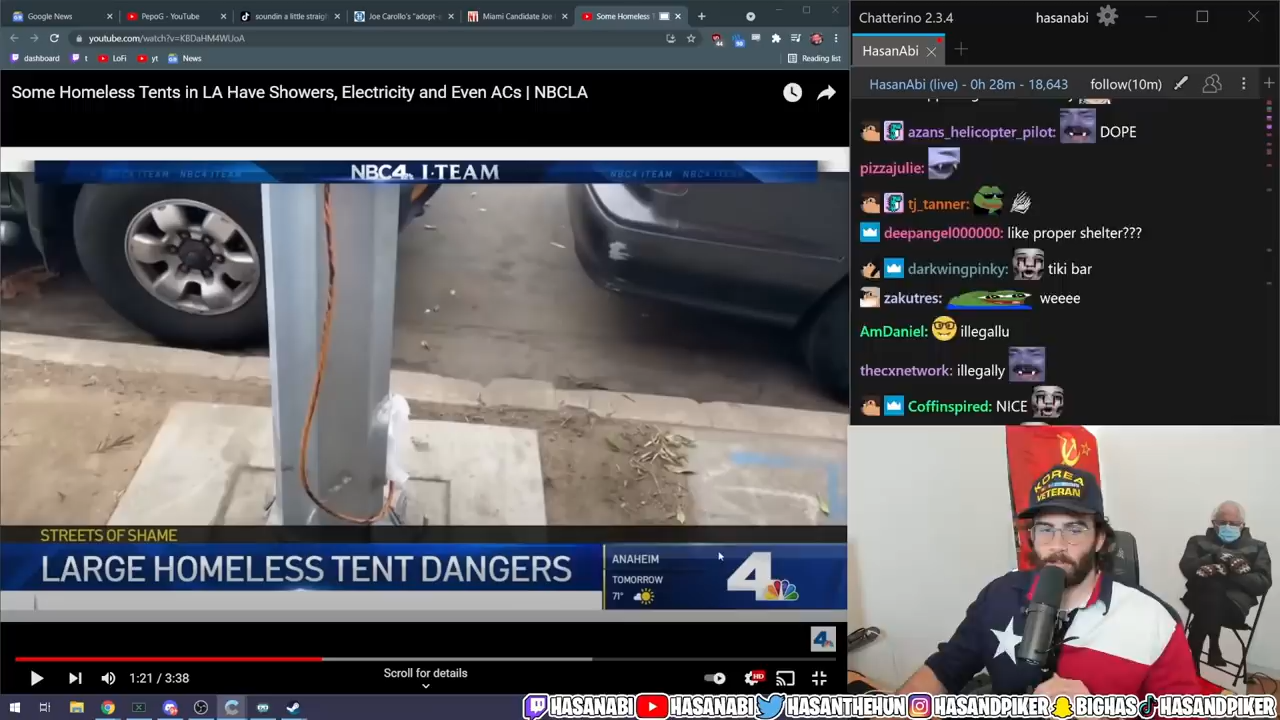 Google News
PepoG - YouTube
soundin a little straigh
Joe Carollo's "adopt-
Miami Candidate Joe
Some Homeless T
youtube.com/watch?v=KBDaHM4WUoA
dashboard
t
LoFi
yt
News
Reading list
Some Homeless Tents in LA Have Showers, Electricity and Even ACs | NBCLA
NBC4 I-TEAM
STREETS OF SHAME
LARGE HOMELESS TENT DANGERS
ANAHEIM
TOMORROW
71°
4
1:21 / 3:38
Scroll for details
HD
Chatterino 2.3.4
hasanabi
HasanAbi
HasanAbi (live) - 0h 28m - 18,643
follow(10m)
azans_helicopter_pilot: DOPE
pizzajulie:
tj_tanner:
deepangel000000: like proper shelter???
darkwingpinky: tiki bar
zakutres: weeee
AmDaniel: illegallu
thecxnetwork: illegally
Coffinspired: NICE
KOREA
VETERAN
HASANABI
HASANABI
HASANTHEHUN
HASANDPIKER
BIGHAS
HASANDPIKER